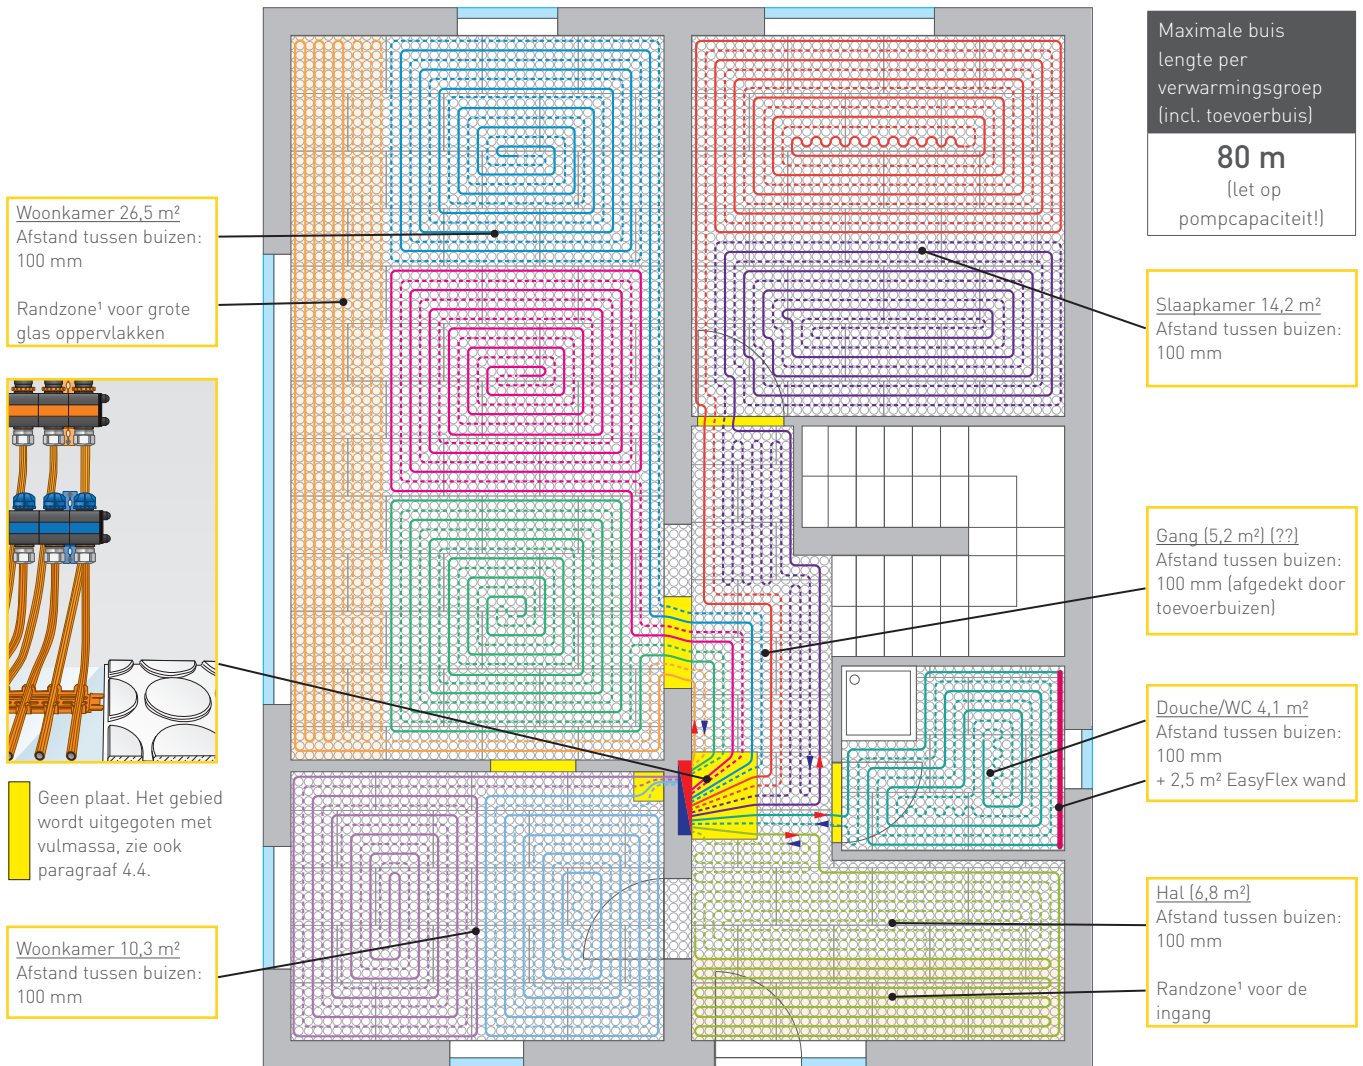 Maximale buis
lengte per
verwarmingsgroep
(incl. toevoerbuis)
80 m
(let op
pompcapaciteit!)
Woonkamer 26,5 m²
Afstand tussen buizen:
100 mm
Randzone¹ voor grote
glas oppervlakken
Slaapkamer 14,2 m²
Afstand tussen buizen:
100 mm
Gang (5,2 m²) (??)
Afstand tussen buizen:
100 mm (afgedekt door
toevoerbuizen)
Douche/WC 4,1 m²
Afstand tussen buizen:
100 mm
+ 2,5 m² EasyFlex wand
Geen plaat. Het gebied
wordt uitgegoten met
vulmassa, zie ook
paragraaf 4.4.
Hal (6,8 m²)
Afstand tussen buizen:
100 mm
Randzone¹ voor de
ingang
Woonkamer 10,3 m²
Afstand tussen buizen:
100 mm